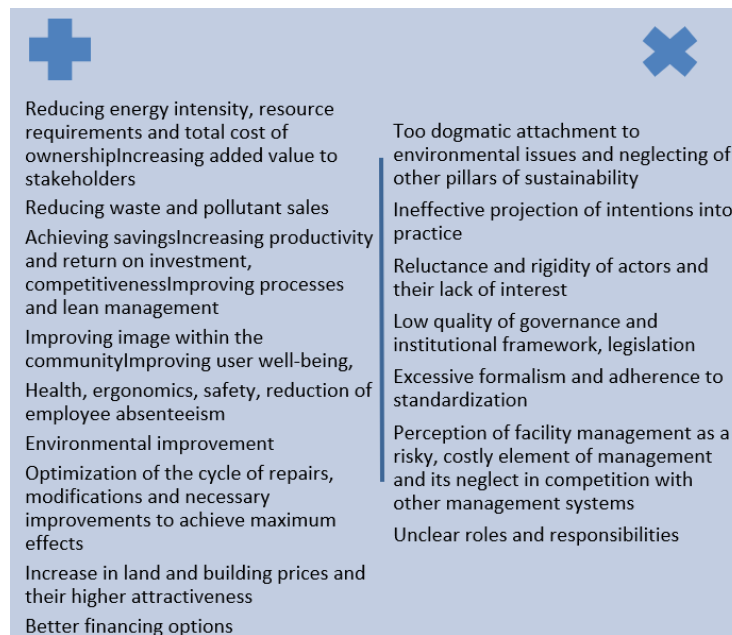 Reducing energy intensity, resource
requirements and total cost of
ownershipIncreasing added value to
stakeholders
Reducing waste and pollutant sales
Achieving savingsIncreasing productivity
and return on investment,
competitivenessImproving processes
and lean management
Improving image within the
communityImproving user well-being,
Health, ergonomics, safety, reduction of
employee absenteeism
Environmental improvement
Optimization of the cycle of repairs,
modifications and necessary
improvements to achieve maximum
effects
Increase in land and building prices and
their higher attractiveness
Better financing options
Too dogmatic attachment to
environmental issues and neglecting of
other pillars of sustainability
Ineffective projection of intentions into
practice
Reluctance and rigidity of actors and
their lack of interest
Low quality of governance and
institutional framework, legislation
Excessive formalism and adherence to
standardization
Perception of facility management as a
risky, costly element of management
and its neglect in competition with
other management systems
Unclear roles and responsibilities